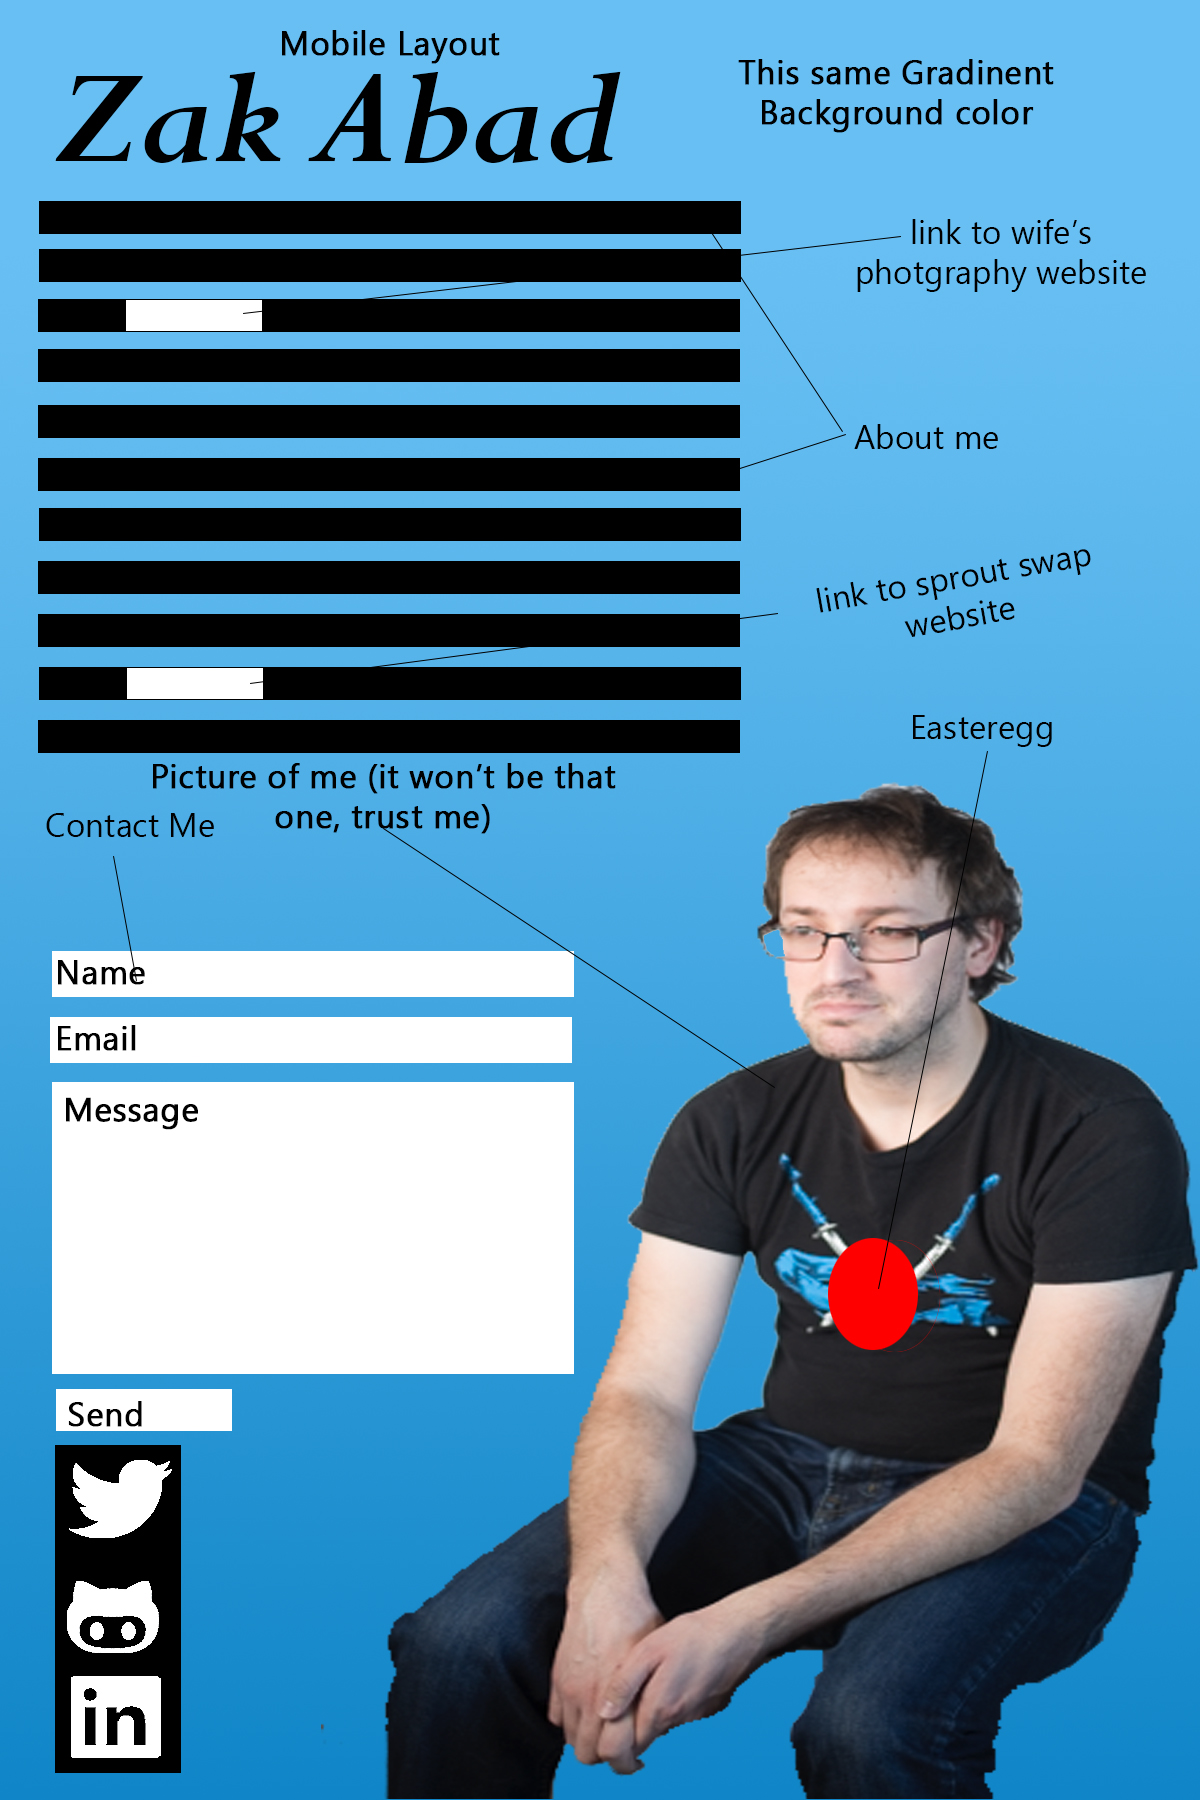 Mobile Layout
Zak Abad
This same Gradinent
Background color
link to wife's
photgraphy website
About me
link to sprout swap
website
Easteregg
Picture of me (it won't be that
one, trust me)
Contact Me
Name
Email
Message
Send
in